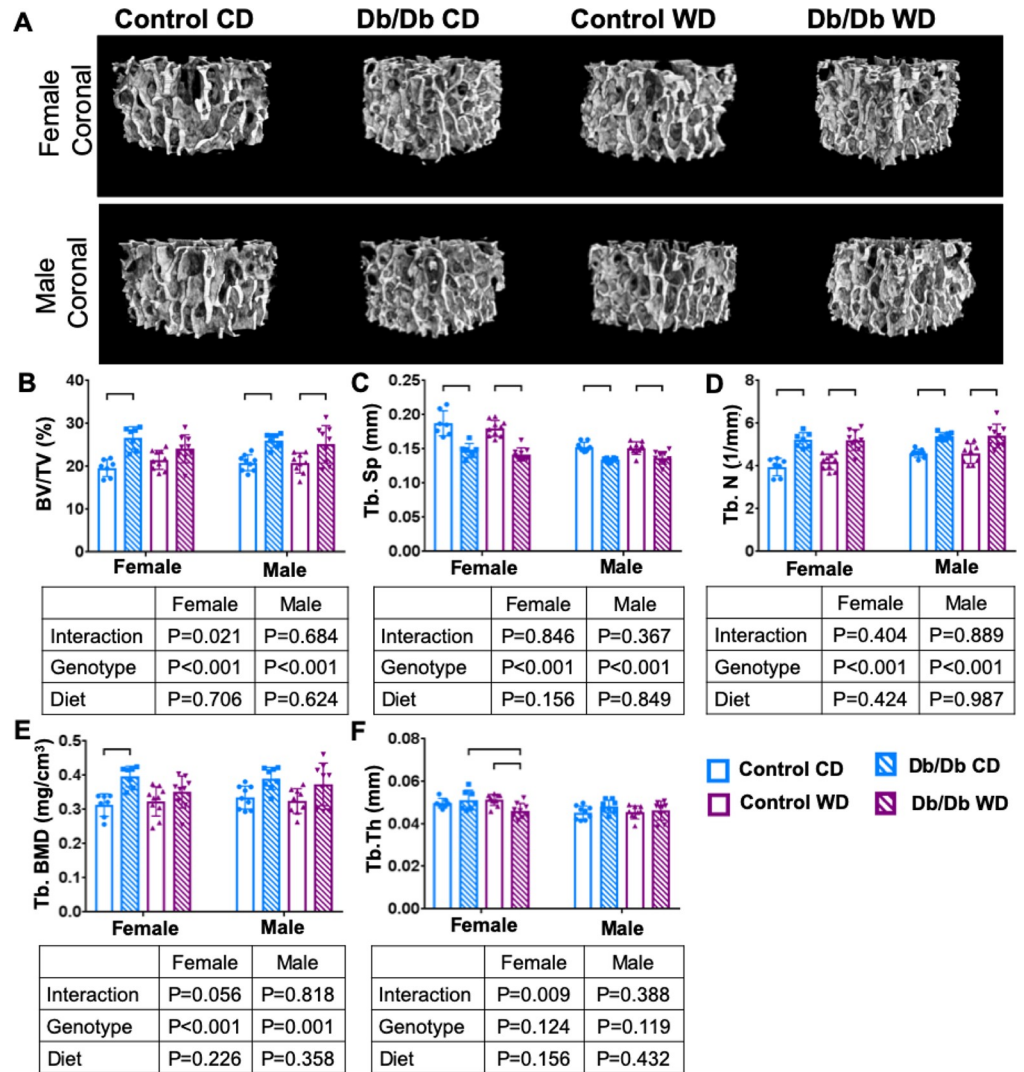 A
Control CD Db/Db CD Control WD Db/Db WD
Female
Coronal
Male
Coronal
B
BV/TV (%)
40
30
20
10
0
Female Male
C
Tb. Sp (mm)
0.25
0.20
0.15
0.10
0.05
0.00
Female Male
D
Tb. N (1/mm)
8
6
4
2
0
Female Male
Female Male
Interaction P=0.021 P=0.684
Genotype P<0.001 P<0.001
Diet P=0.706 P=0.624
Female Male
Interaction P=0.846 P=0.367
Genotype P<0.001 P<0.001
Diet P=0.156 P=0.849
Female Male
Interaction P=0.404 P=0.889
Genotype P<0.001 P<0.001
Diet P=0.424 P=0.987
E
Tb. BMD (mg/cm³)
0.5
0.4
0.3
0.2
0.1
0.0
Female Male
F
Tb.Th (mm)
0.08
0.06
0.04
0.02
0.00
Female Male
Control CD Db/Db CD
Control WD Db/Db WD
Female Male
Interaction P=0.056 P=0.818
Genotype P<0.001 P=0.001
Diet P=0.226 P=0.358
Female Male
Interaction P=0.009 P=0.388
Genotype P=0.124 P=0.119
Diet P=0.156 P=0.432